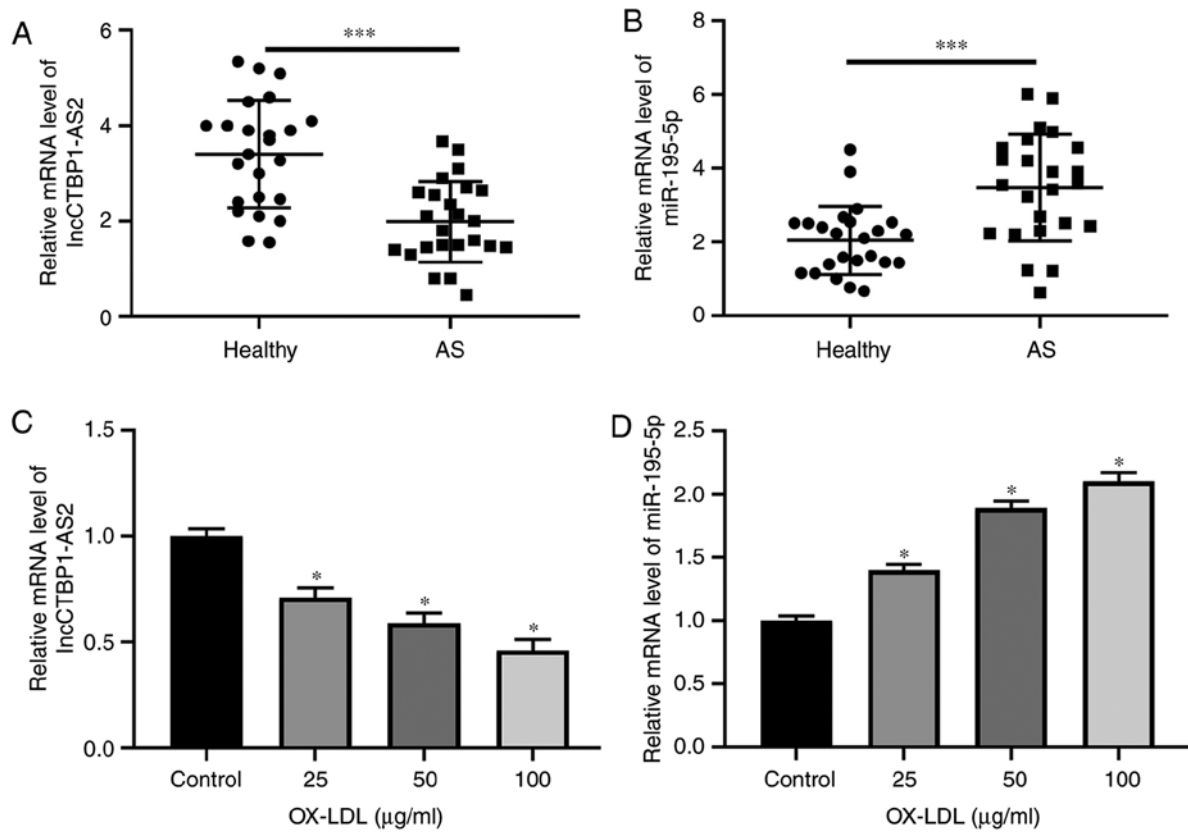 A
Relative mRNA level of
lncCTBP1-AS2
6
4
2
0
***
Healthy
AS
B
Relative mRNA level of
miR-195-5p
8
6
4
2
0
***
Healthy
AS
C
Relative mRNA level of
lncCTBP1-AS2
1.5
1.0
0.5
0.0
*
*
*
Control
25
50
100
OX-LDL (μg/ml)
D
Relative mRNA level of miR-195-5p
2.5
2.0
1.5
1.0
0.5
0.0
*
*
*
Control
25
50
100
OX-LDL (μg/ml)